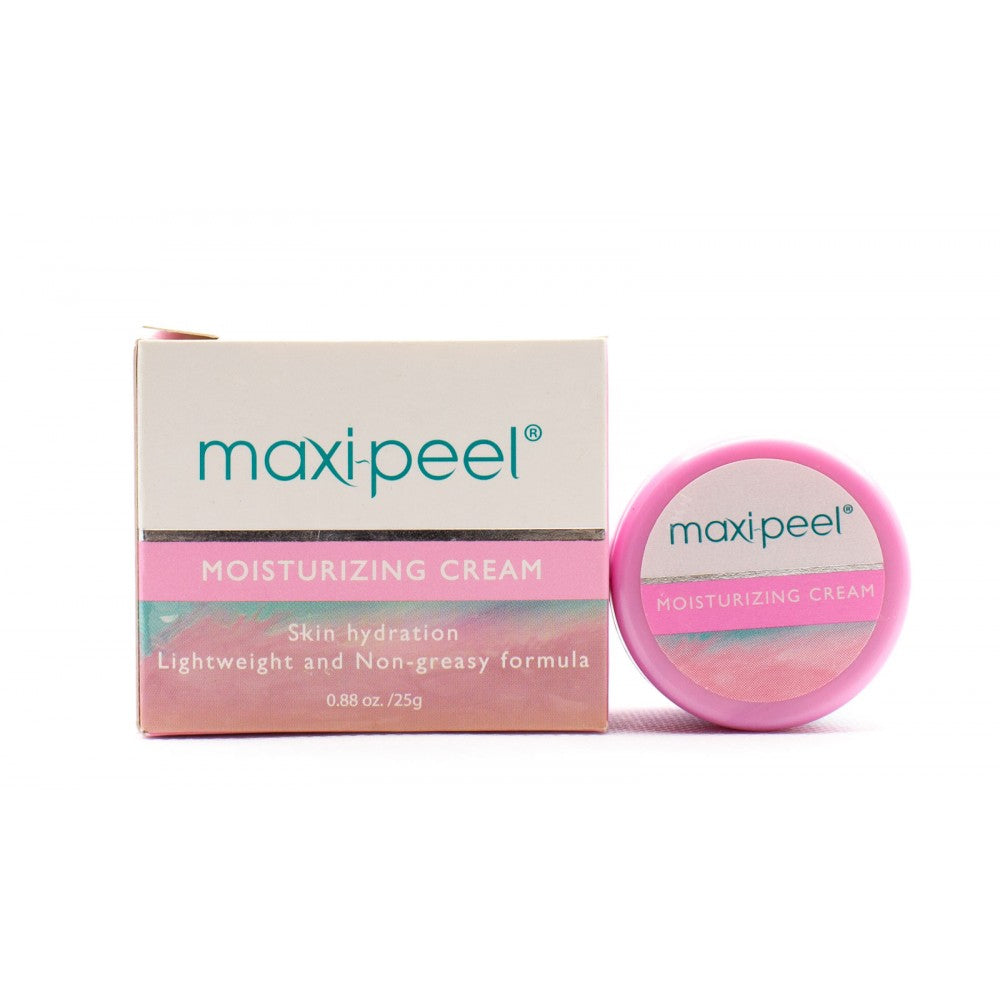 maxi-peel®
MOISTURIZING CREAM
Skin hydration
Lightweight and Non-greasy formula
0.88 oz. /25g
maxi-peel®
MOISTURIZING CREAM